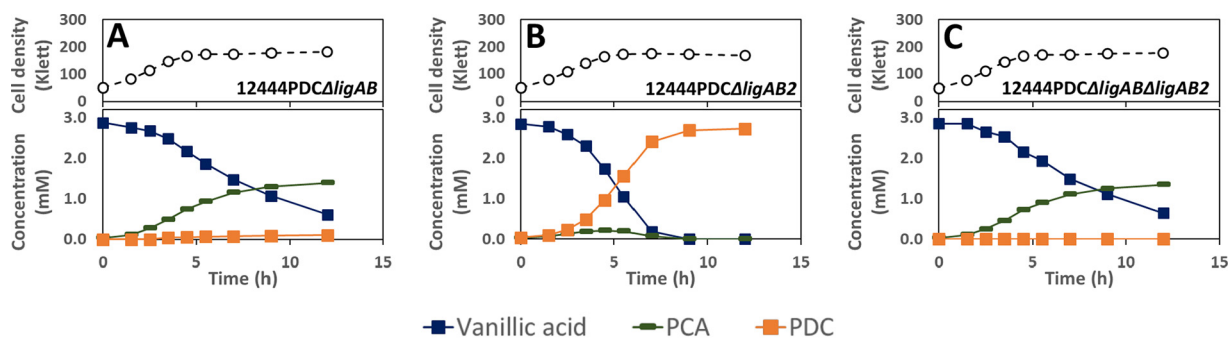 A
B
C
Cell density
(Klett)
300
200
100
0
12444PDCΔligAB
Cell density
(Klett)
300
200
100
0
12444PDCΔligAB2
Cell density
(Klett)
300
200
100
0
12444PDCΔligABΔligAB2
Concentration
(mM)
3.0
2.0
1.0
0.0
0
5
10
15
Time (h)
Concentration
(mM)
3.0
2.0
1.0
0.0
0
5
10
15
Time (h)
Concentration
(mM)
3.0
2.0
1.0
0.0
0
5
10
15
Time (h)
Vanillic acid
PCA
PDC